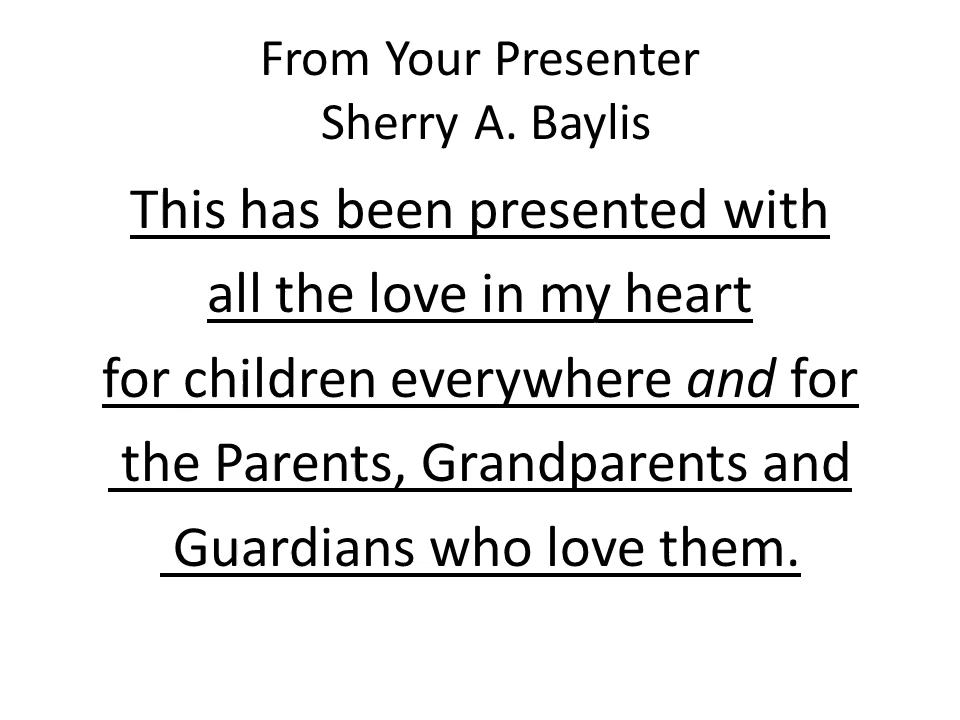 From Your Presenter
Sherry A. Baylis
This has been presented with
all the love in my heart
for children everywhere and for
the Parents, Grandparents and
Guardians who love them.